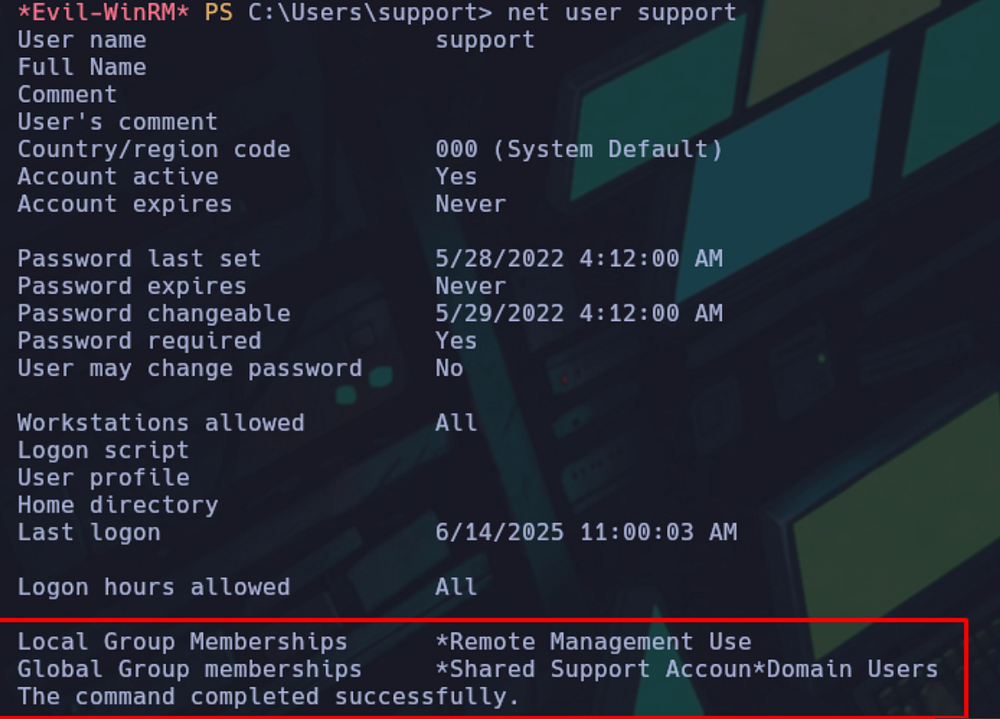 *Evil-WinRM* PS C:\Users\support> net user support
User name                    support
Full Name
Comment
User's comment
Country/region code          000 (System Default)
Account active               Yes
Account expires              Never

Password last set            5/28/2022 4:12:00 AM
Password expires             Never
Password changeable          5/29/2022 4:12:00 AM
Password required            Yes
User may change password     No

Workstations allowed         All
Logon script
User profile
Home directory
Last logon                   6/14/2025 11:00:03 AM

Logon hours allowed          All

Local Group Memberships      *Remote Management Use
Global Group memberships     *Shared Support Accoun*Domain Users
The command completed successfully.